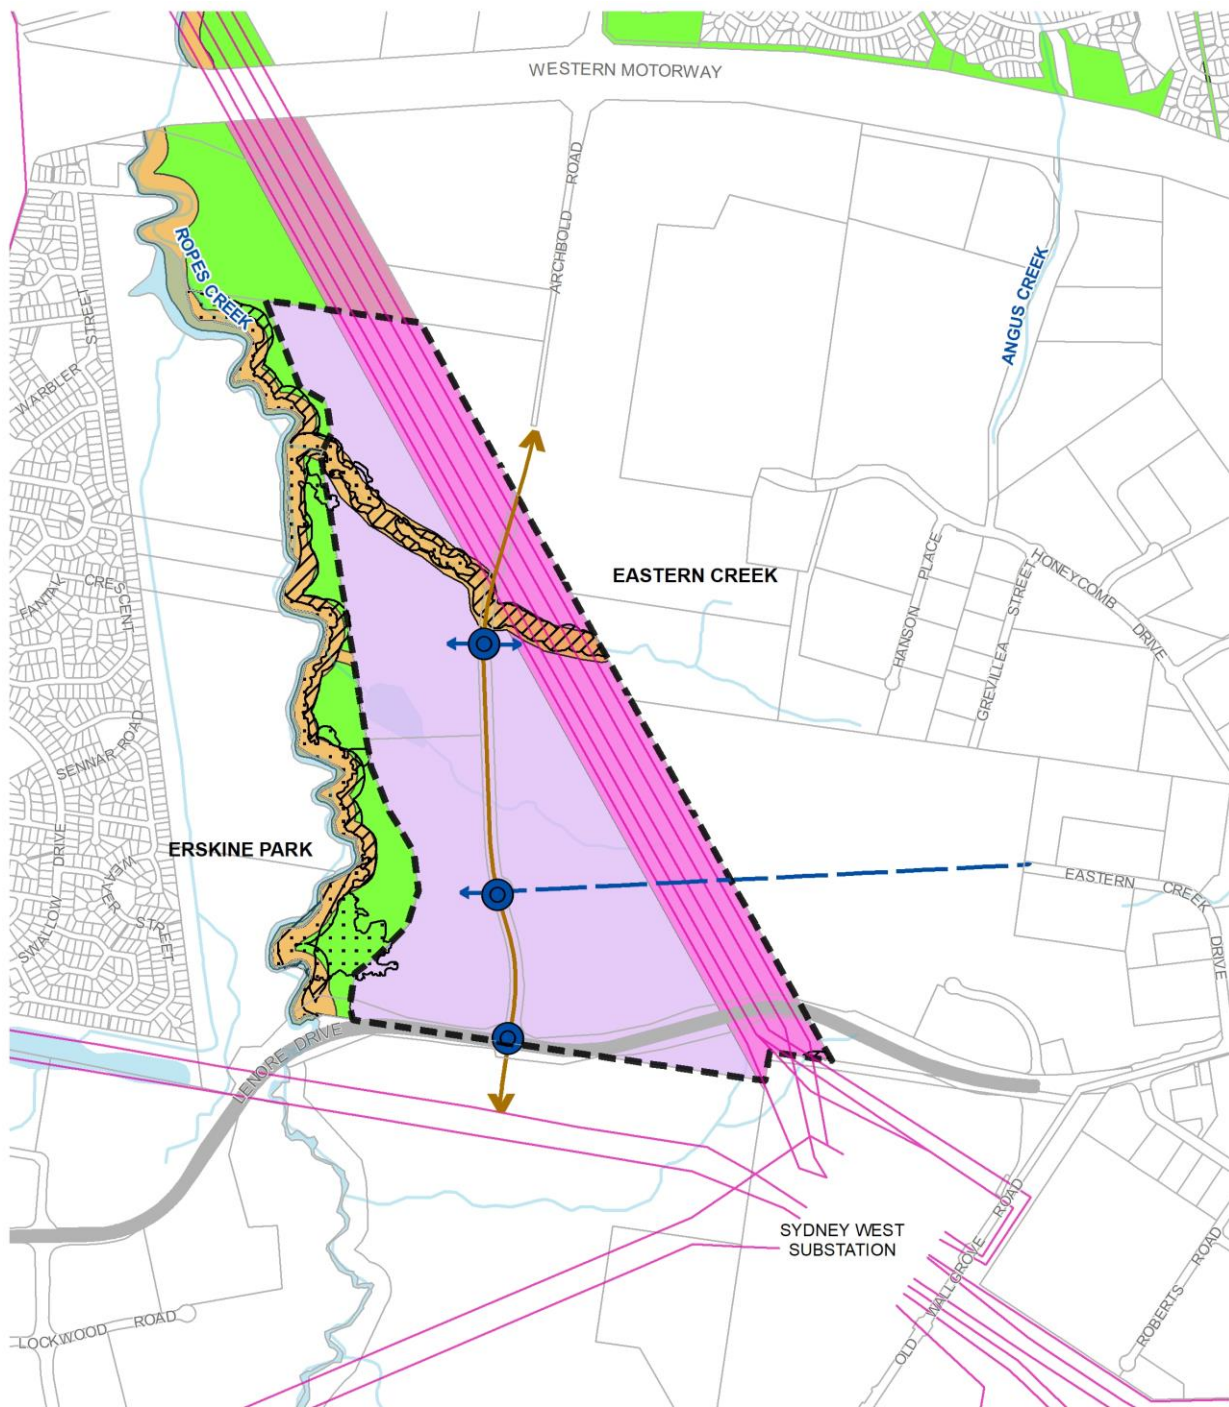 WESTERN MOTORWAY
ARCHBOLD ROAD
ROPES CREEK
ANGUS CREEK
WARBLER STREET
EASTERN CREEK
HANSON PLACE
GREVILLEA STREET
HONEYCOMB DRIVE
FANTAIL CRESCENT
SENNAR ROAD
ERSKINE PARK
SWALLOW DRIVE
WEAVER STREET
EASTERN CREEK DRIVE
LENORE DRIVE
SYDNEY WEST
SUBSTATION
OLD WALLGROVE ROAD
ROBERTS ROAD
LOCKWOOD ROAD